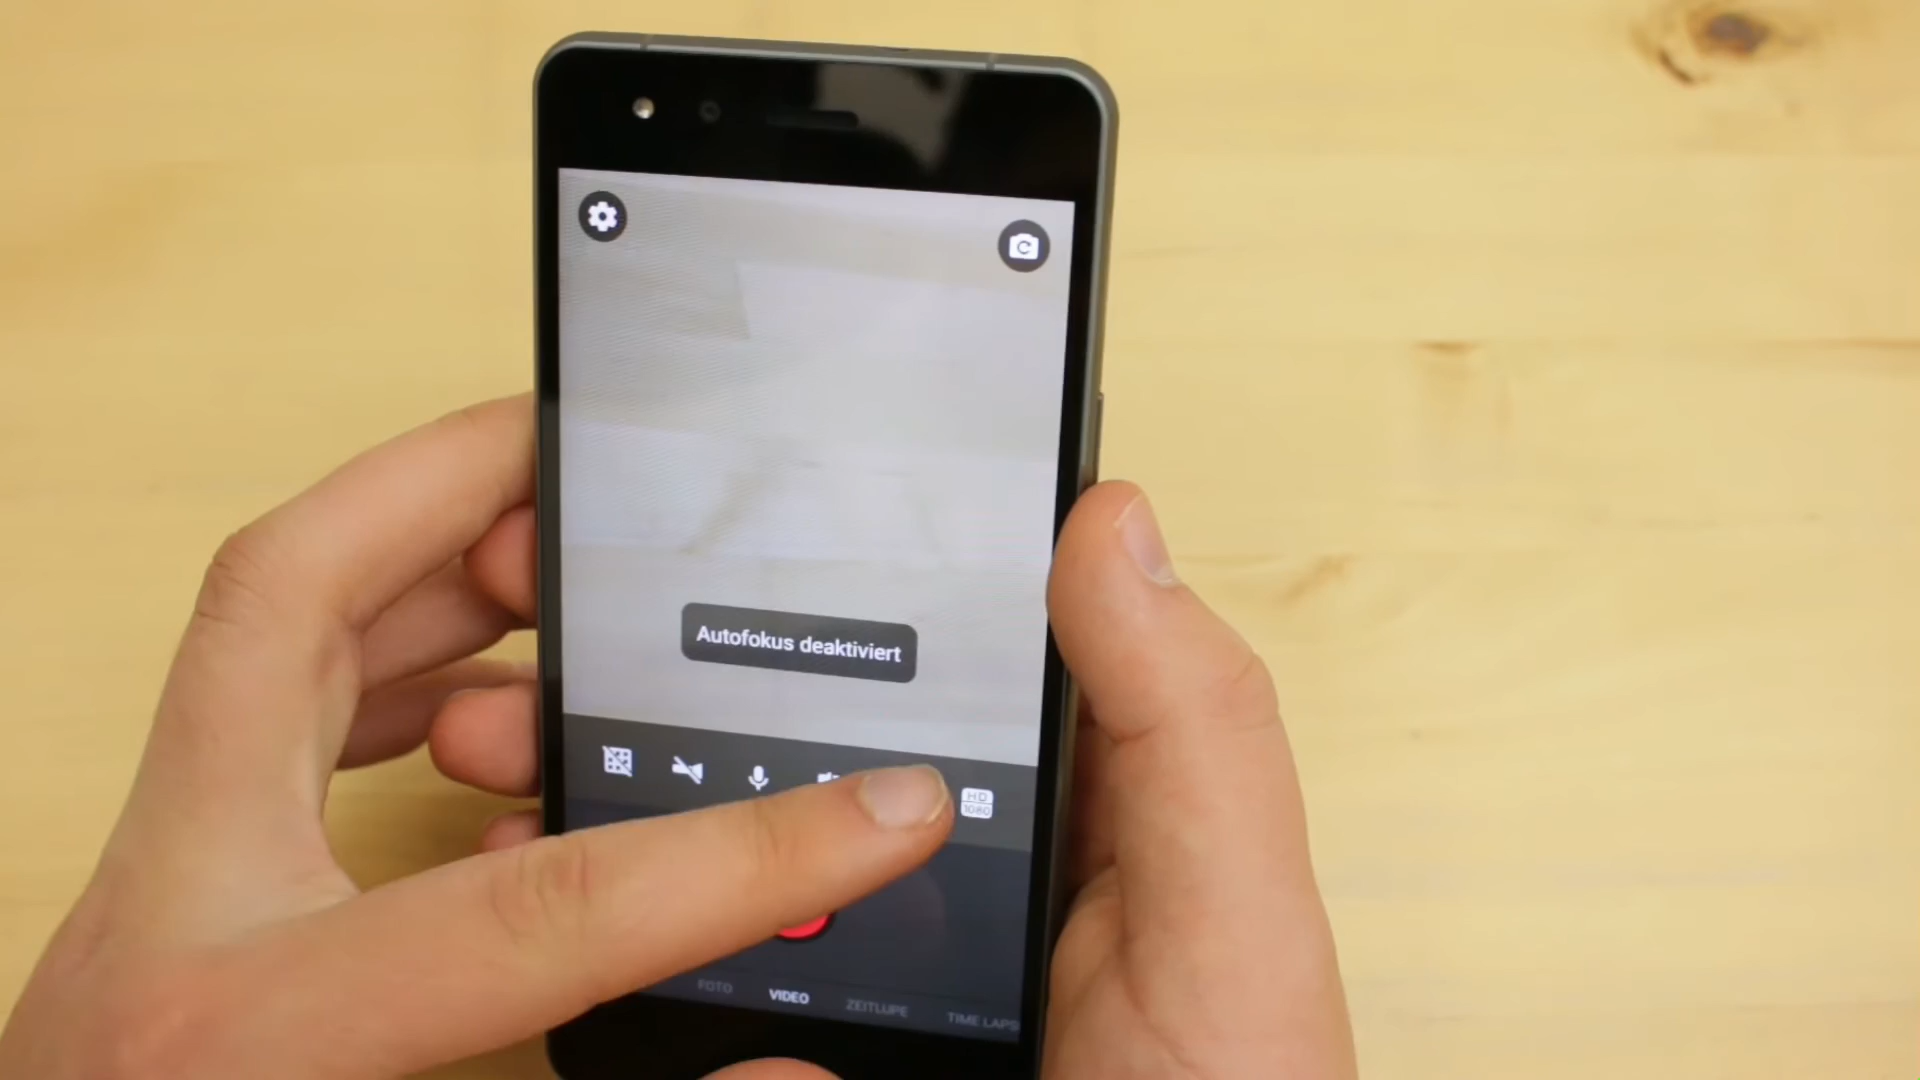 Autofokus deaktiviert
HD
1080
FOTO
VIDEO
ZEITLUPE
TIME LAPS